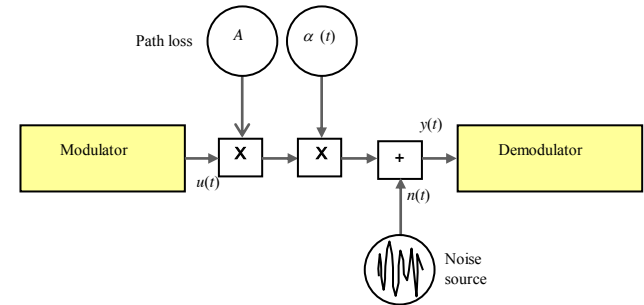 Path loss
A
α (t)
Modulator
u(t)
X
X
+
y(t)
n(t)
Demodulator
Noise
source